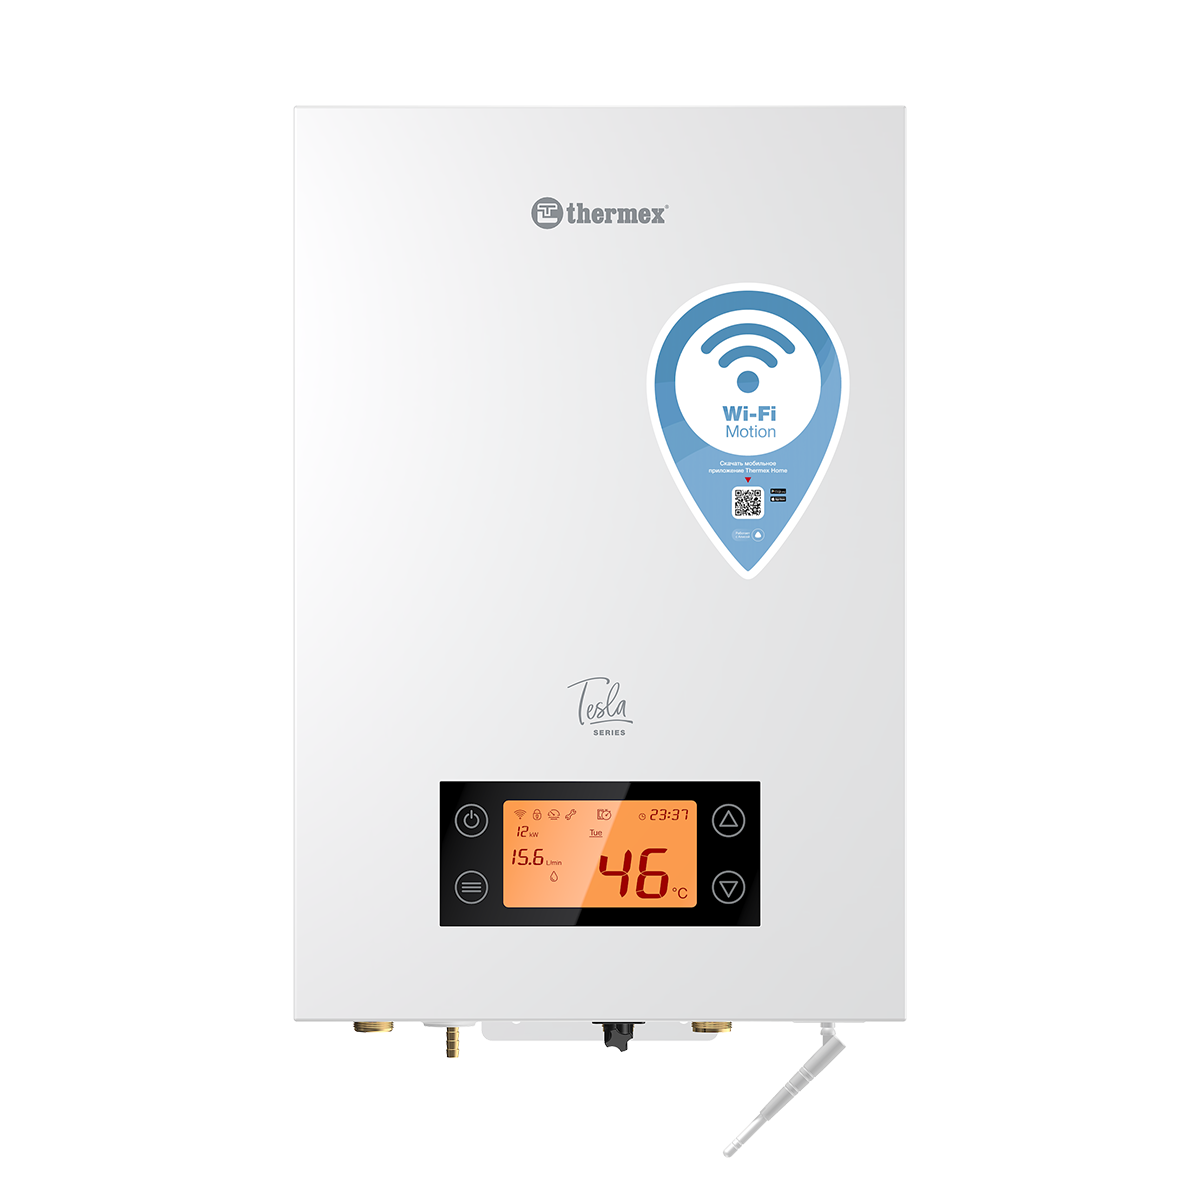 thermex®
Wi-Fi
Motion
Скачать мобильное
приложение Thermex Home
Tesla
SERIES
23:37
12 kW
Tue
15.6 L/min
46 °C